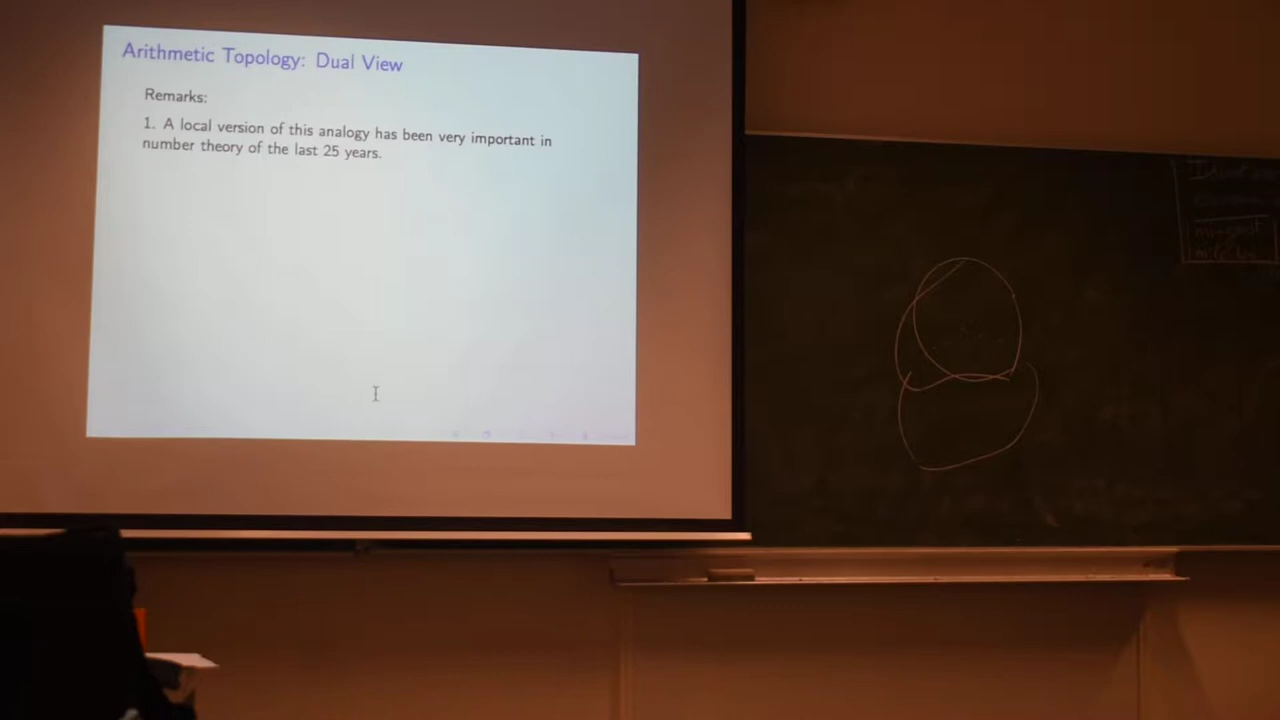 Arithmetic Topology: Dual View
Remarks:
1. A local version of this analogy has been very important in
number theory of the last 25 years.